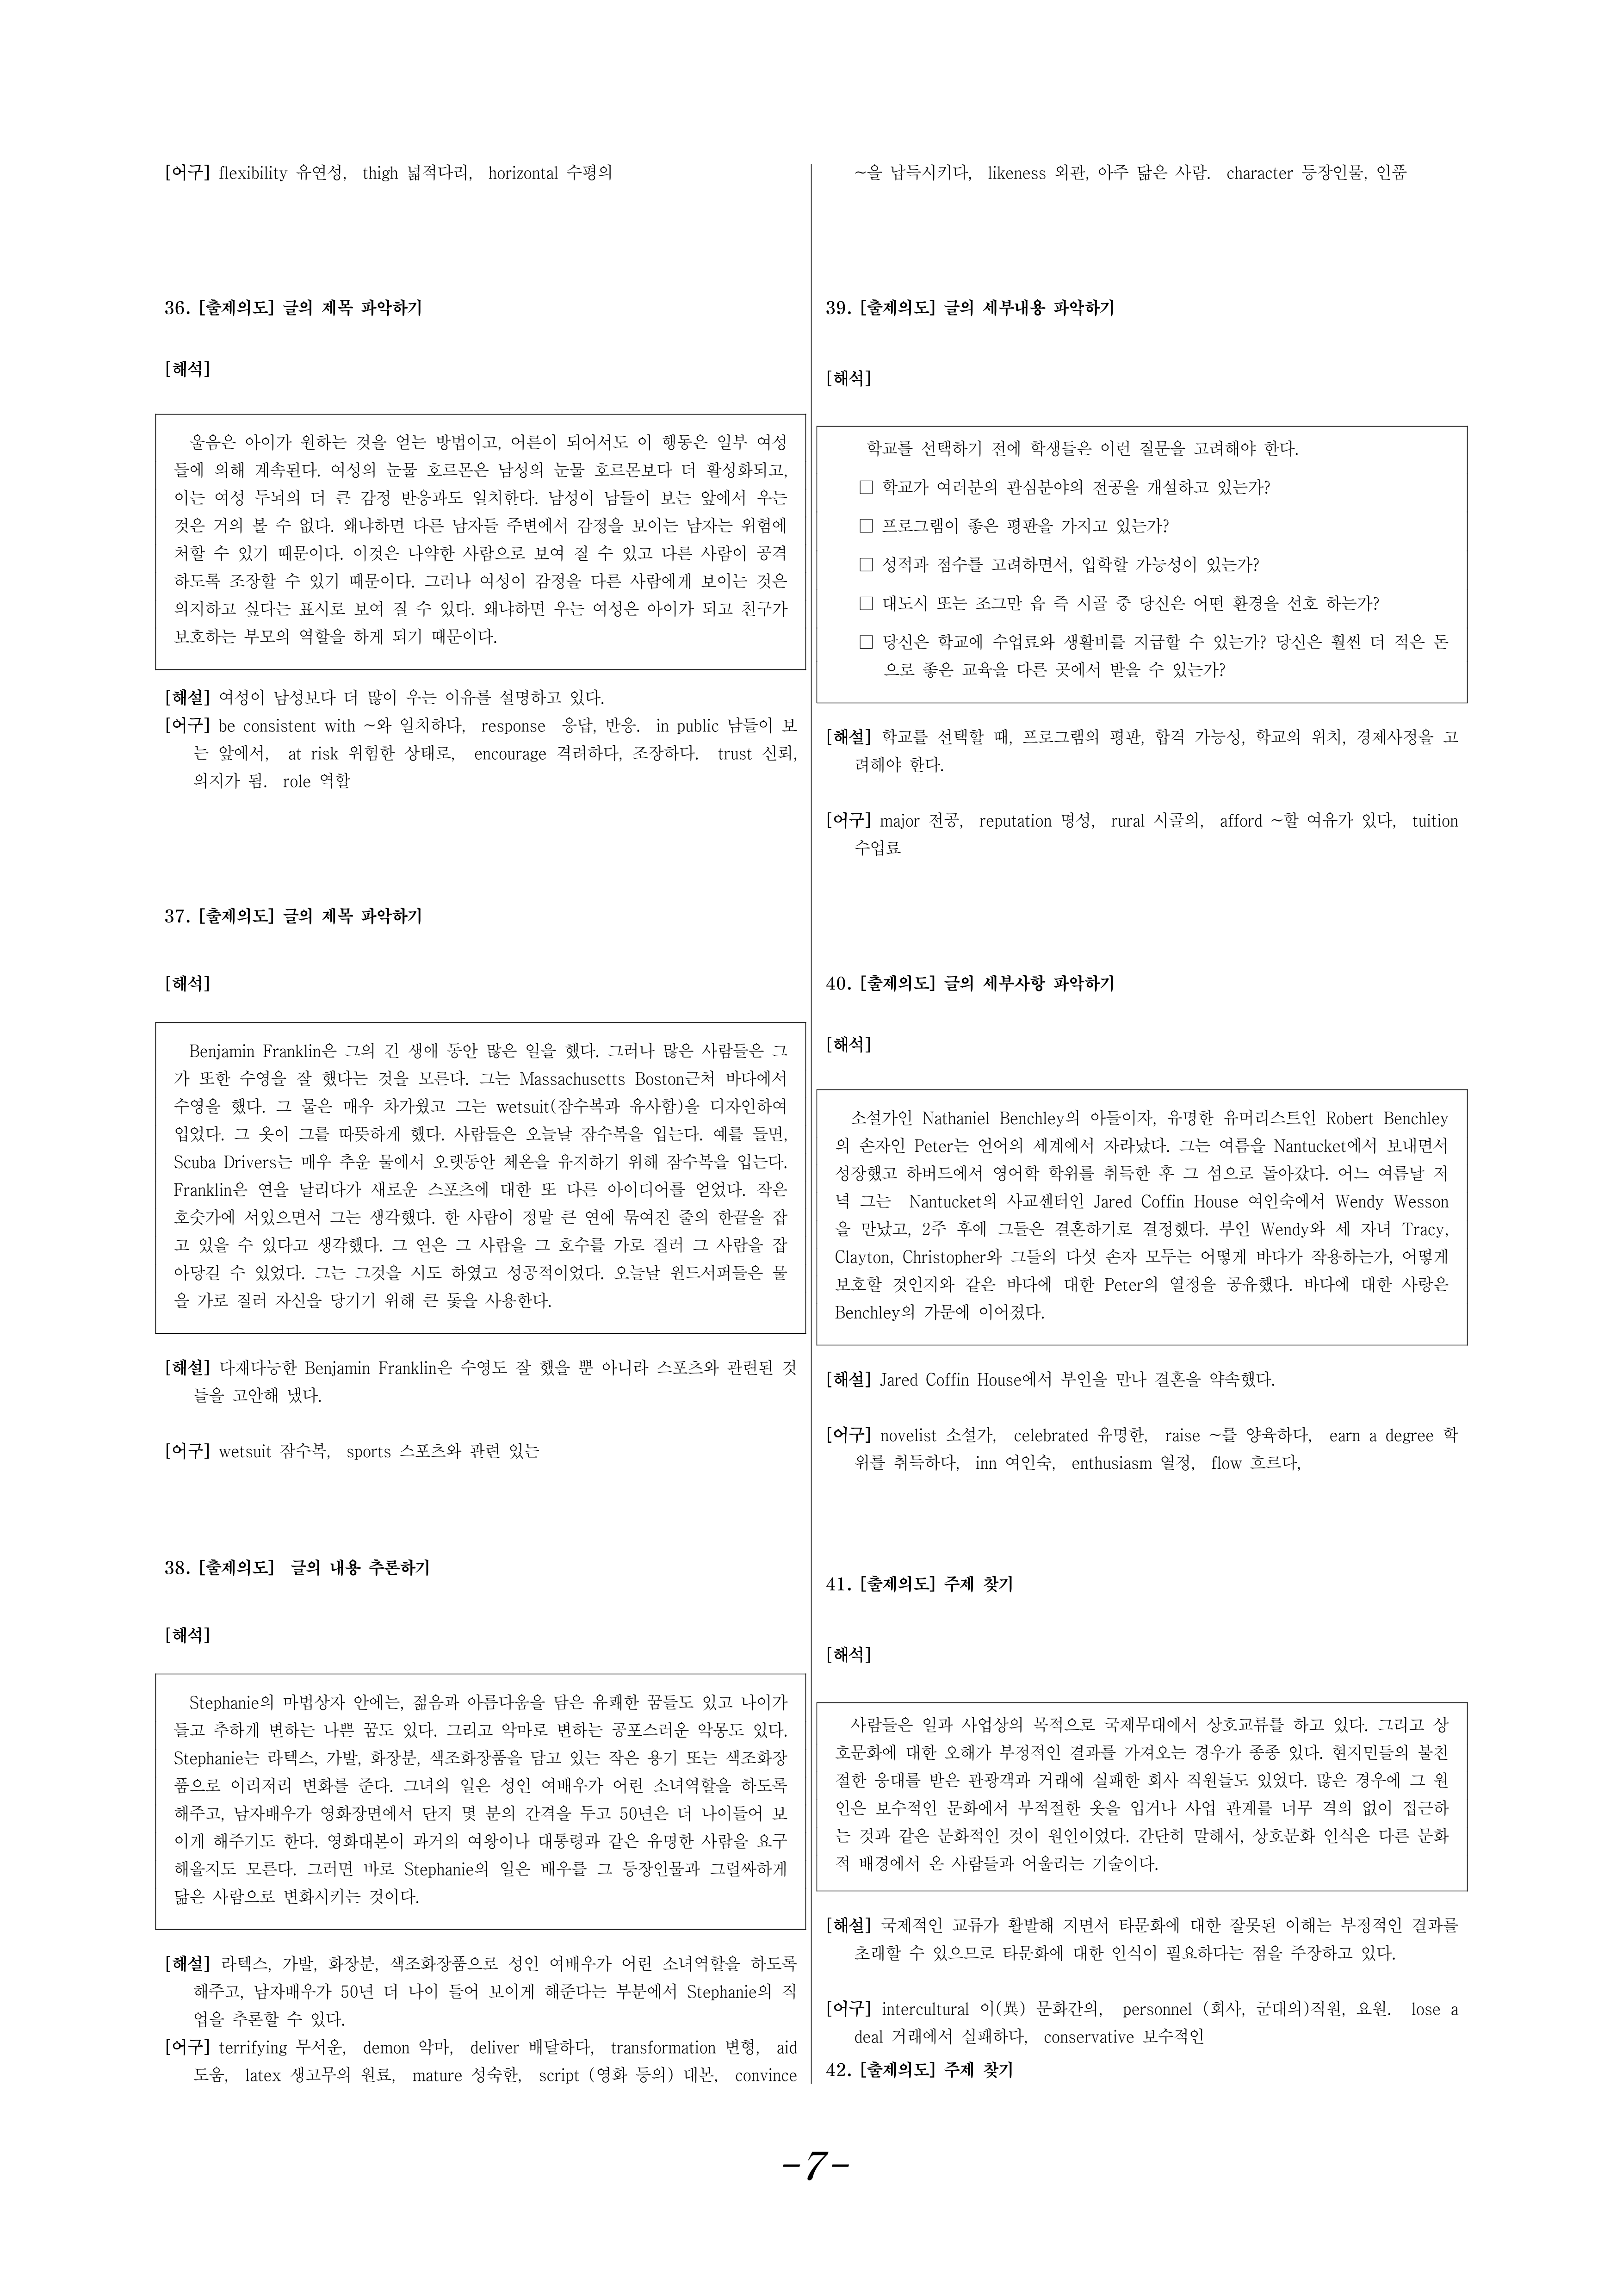 [어구] flexibility 유연성, thigh 넓적다리, horizontal 수평의
36. [출제의도] 글의 제목 파악하기
[해석]
울음은 아이가 원하는 것을 얻는 방법이고, 어른이 되어서도 이 행동은 일부 여성
들에 의해 계속된다. 여성의 눈물 호르몬은 남성의 눈물 호르몬보다 더 활성화되고,
이는 여성 두뇌의 더 큰 감정 반응과도 일치한다. 남성이 남들이 보는 앞에서 우는
것은 거의 볼 수 없다. 왜냐하면 다른 남자들 주변에서 감정을 보이는 남자는 위험에
처할 수 있기 때문이다. 이것은 나약한 사람으로 보여 질 수 있고 다른 사람이 공격
하도록 조장할 수 있기 때문이다. 그러나 여성이 감정을 다른 사람에게 보이는 것은
의지하고 싶다는 표시로 보여 질 수 있다. 왜냐하면 우는 여성은 아이가 되고 친구가
보호하는 부모의 역할을 하게 되기 때문이다.
[해설] 여성이 남성보다 더 많이 우는 이유를 설명하고 있다.
[어구] be consistent with ~와 일치하다, response 응답, 반응. in public 남들이 보
는 앞에서, at risk 위험한 상태로, encourage 격려하다, 조장하다. trust 신뢰,
의지가 됨. role 역할
37. [출제의도] 글의 제목 파악하기
[해석]
Benjamin Franklin은 그의 긴 생애 동안 많은 일을 했다. 그러나 많은 사람들은 그
가 또한 수영을 잘 했다는 것을 모른다. 그는 Massachusetts Boston근처 바다에서
수영을 했다. 그 물은 매우 차가웠고 그는 wetsuit(잠수복과 유사함)을 디자인하여
입었다. 그 옷이 그를 따뜻하게 했다. 사람들은 오늘날 잠수복을 입는다. 예를 들면,
Scuba Drivers는 매우 추운 물에서 오랫동안 체온을 유지하기 위해 잠수복을 입는다.
Franklin은 연을 날리다가 새로운 스포츠에 대한 또 다른 아이디어를 얻었다. 작은
호숫가에 서있으면서 그는 생각했다. 한 사람이 정말 큰 연에 묶여진 줄의 한끝을 잡
고 있을 수 있다고 생각했다. 그 연은 그 사람을 그 호수를 가로 질러 그 사람을 잡
아당길 수 있었다. 그는 그것을 시도 하였고 성공적이었다. 오늘날 윈드서퍼들은 물
을 가로 질러 자신을 당기기 위해 큰 돛을 사용한다.
[해설] 다재다능한 Benjamin Franklin은 수영도 잘 했을 뿐 아니라 스포츠와 관련된 것
들을 고안해 냈다.
[어구] wetsuit 잠수복, sports 스포츠와 관련 있는
38. [출제의도] 글의 내용 추론하기
[해석]
Stephanie의 마법상자 안에는, 젊음과 아름다움을 담은 유쾌한 꿈들도 있고 나이가
들고 추하게 변하는 나쁜 꿈도 있다. 그리고 악마로 변하는 공포스러운 악몽도 있다.
Stephanie는 라텍스, 가발, 화장분, 색조화장품을 담고 있는 작은 용기 또는 색조화장
품으로 이리저리 변화를 준다. 그녀의 일은 성인 여배우가 어린 소녀역할을 하도록
해주고, 남자배우가 영화장면에서 단지 몇 분의 간격을 두고 50년은 더 나이들어 보
이게 해주기도 한다. 영화대본이 과거의 여왕이나 대통령과 같은 유명한 사람을 요구
해올지도 모른다. 그러면 바로 Stephanie의 일은 배우를 그 등장인물과 그럴싸하게
닮은 사람으로 변화시키는 것이다.
[해설] 라텍스, 가발, 화장분, 색조화장품으로 성인 여배우가 어린 소녀역할을 하도록
해주고, 남자배우가 50년 더 나이 들어 보이게 해준다는 부분에서 Stephanie의 직
업을 추론할 수 있다.
[어구] terrifying 무서운, demon 악마, deliver 배달하다, transformation 변형, aid
도움, latex 생고무의 원료, mature 성숙한, script (영화 등의) 대본, convince
~을 납득시키다, likeness 외관, 아주 닮은 사람. character 등장인물, 인품
39. [출제의도] 글의 세부내용 파악하기
[해석]
학교를 선택하기 전에 학생들은 이런 질문을 고려해야 한다.
□ 학교가 여러분의 관심분야의 전공을 개설하고 있는가?
□ 프로그램이 좋은 평판을 가지고 있는가?
□ 성적과 점수를 고려하면서, 입학할 가능성이 있는가?
□ 대도시 또는 조그만 읍 즉 시골 중 당신은 어떤 환경을 선호 하는가?
□ 당신은 학교에 수업료와 생활비를 지급할 수 있는가? 당신은 훨씬 더 적은 돈
으로 좋은 교육을 다른 곳에서 받을 수 있는가?
[해설] 학교를 선택할 때, 프로그램의 평판, 합격 가능성, 학교의 위치, 경제사정을 고
려해야 한다.
[어구] major 전공, reputation 명성, rural 시골의, afford ~할 여유가 있다, tuition
수업료
40. [출제의도] 글의 세부사항 파악하기
[해석]
소설가인 Nathaniel Benchley의 아들이자, 유명한 유머리스트인 Robert Benchley
의 손자인 Peter는 언어의 세계에서 자라났다. 그는 여름을 Nantucket에서 보내면서
성장했고 하버드에서 영어학 학위를 취득한 후 그 섬으로 돌아갔다. 어느 여름날 저
녁 그는 Nantucket의 사교센터인 Jared Coffin House 여인숙에서 Wendy Wesson
을 만났고, 2주 후에 그들은 결혼하기로 결정했다. 부인 Wendy와 세 자녀 Tracy,
Clayton, Christopher와 그들의 다섯 손자 모두는 어떻게 바다가 작용하는가, 어떻게
보호할 것인지와 같은 바다에 대한 Peter의 열정을 공유했다. 바다에 대한 사랑은
Benchley의 가문에 이어졌다.
[해설] Jared Coffin House에서 부인을 만나 결혼을 약속했다.
[어구] novelist 소설가, celebrated 유명한, raise ~를 양육하다, earn a degree 학
위를 취득하다, inn 여인숙, enthusiasm 열정, flow 흐르다,
41. [출제의도] 주제 찾기
[해석]
사람들은 일과 사업상의 목적으로 국제무대에서 상호교류를 하고 있다. 그리고 상
호문화에 대한 오해가 부정적인 결과를 가져오는 경우가 종종 있다. 현지민들의 불친
절한 응대를 받은 관광객과 거래에 실패한 회사 직원들도 있었다. 많은 경우에 그 원
인은 보수적인 문화에서 부적절한 옷을 입거나 사업 관계를 너무 격의 없이 접근하
는 것과 같은 문화적인 것이 원인이었다. 간단히 말해서, 상호문화 인식은 다른 문화
적 배경에서 온 사람들과 어울리는 기술이다.
[해설] 국제적인 교류가 활발해 지면서 타문화에 대한 잘못된 이해는 부정적인 결과를
초래할 수 있으므로 타문화에 대한 인식이 필요하다는 점을 주장하고 있다.
[어구] intercultural 이(異) 문화간의, personnel (회사, 군대의)직원, 요원. lose a
deal 거래에서 실패하다, conservative 보수적인
42. [출제의도] 주제 찾기
-7-